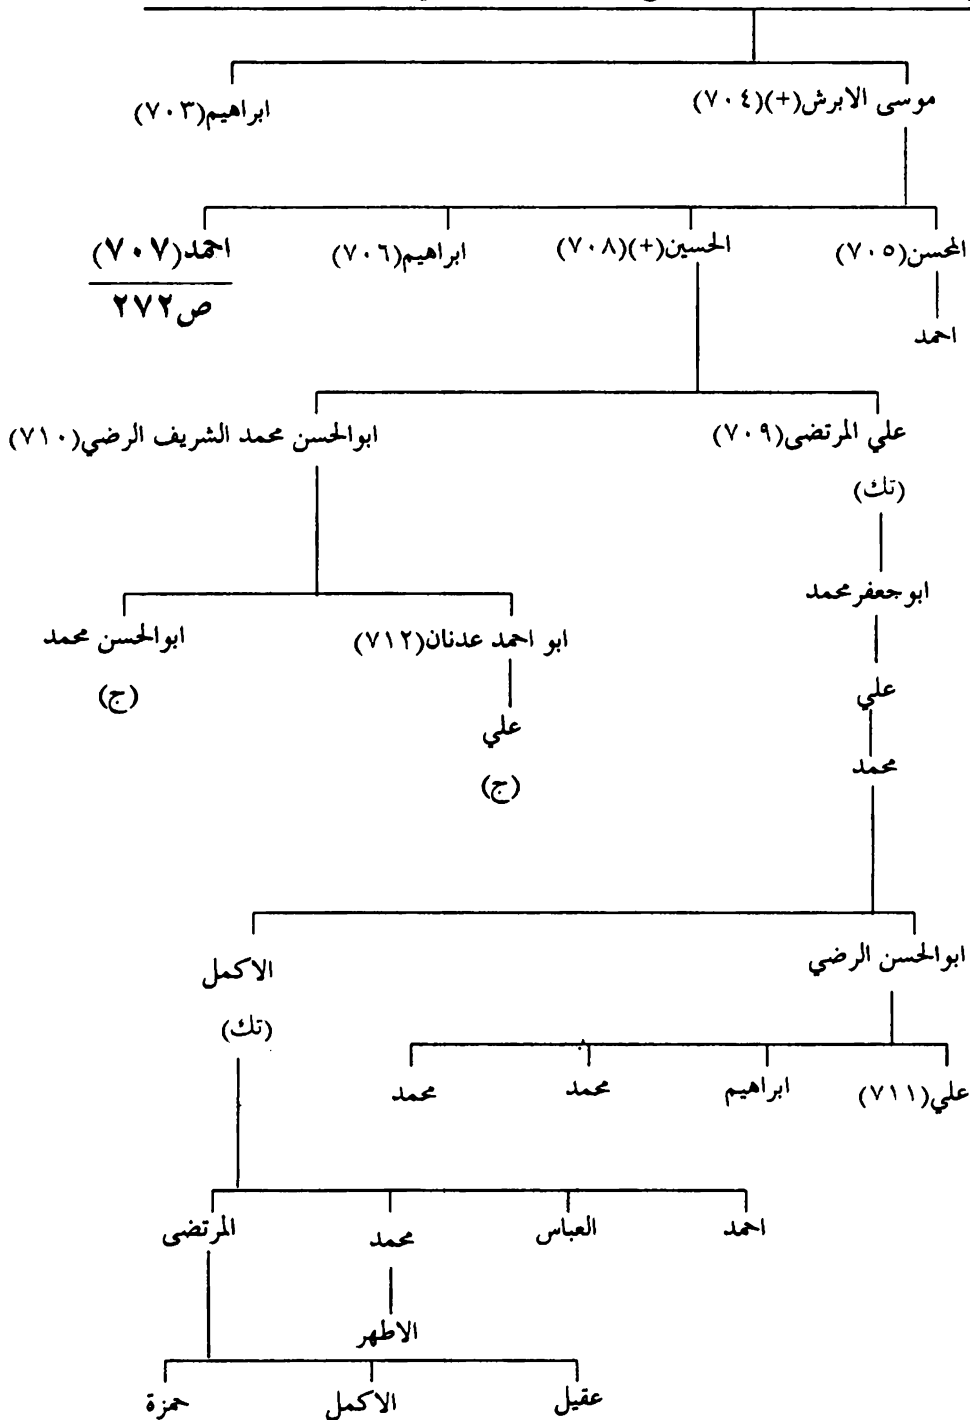 موسى الابرش(+)(٧٠٤) ابراهيم(٧٠٣)
المحسن(٧٠٥) الحسين(+)(٧٠٨) ابراهيم(٧٠٦) احمد(٧٠٧)
ص٢٧٢
احمد
علي المرتضى(٧٠٩) ابوالحسن محمد الشريف الرضي(٧١٠)
(تك)
ابوجعفر محمد
ابو احمد عدنان(٧١٢) ابوالحسن محمد
علي (ج)
علي
محمد
(ج)
ابوالحسن الرضي الاكمل
(تك)
علي(٧١١) ابراهيم محمد محمد
احمد العباس محمد المرتضى
الاطهر
عقيل الاكمل حمزة